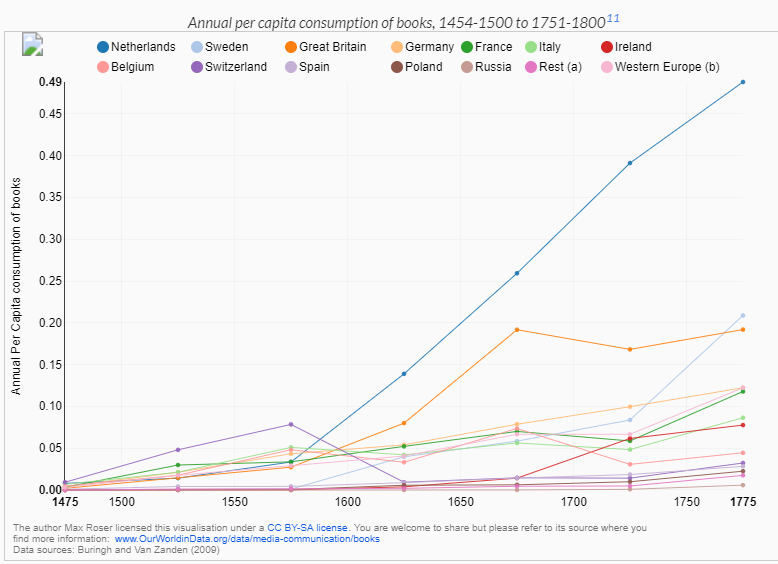 Annual per capita consumption of books, 1454-1500 to 1751-1800¹¹
Netherlands Sweden Great Britain Germany France Italy Ireland
Belgium Switzerland Spain Poland Russia Rest (a) Western Europe (b)
Annual Per Capita consumption of books
0.49
0.45
0.40
0.35
0.30
0.25
0.20
0.15
0.10
0.05
0.00
1475 1500 1550 1600 1650 1700 1750 1775
The author Max Roser licensed this visualisation under a CC BY-SA license. You are welcome to share but please refer to its source where you
find more information: www.OurWorldinData.org/data/media-communication/books
Data sources: Buringh and Van Zanden (2009)